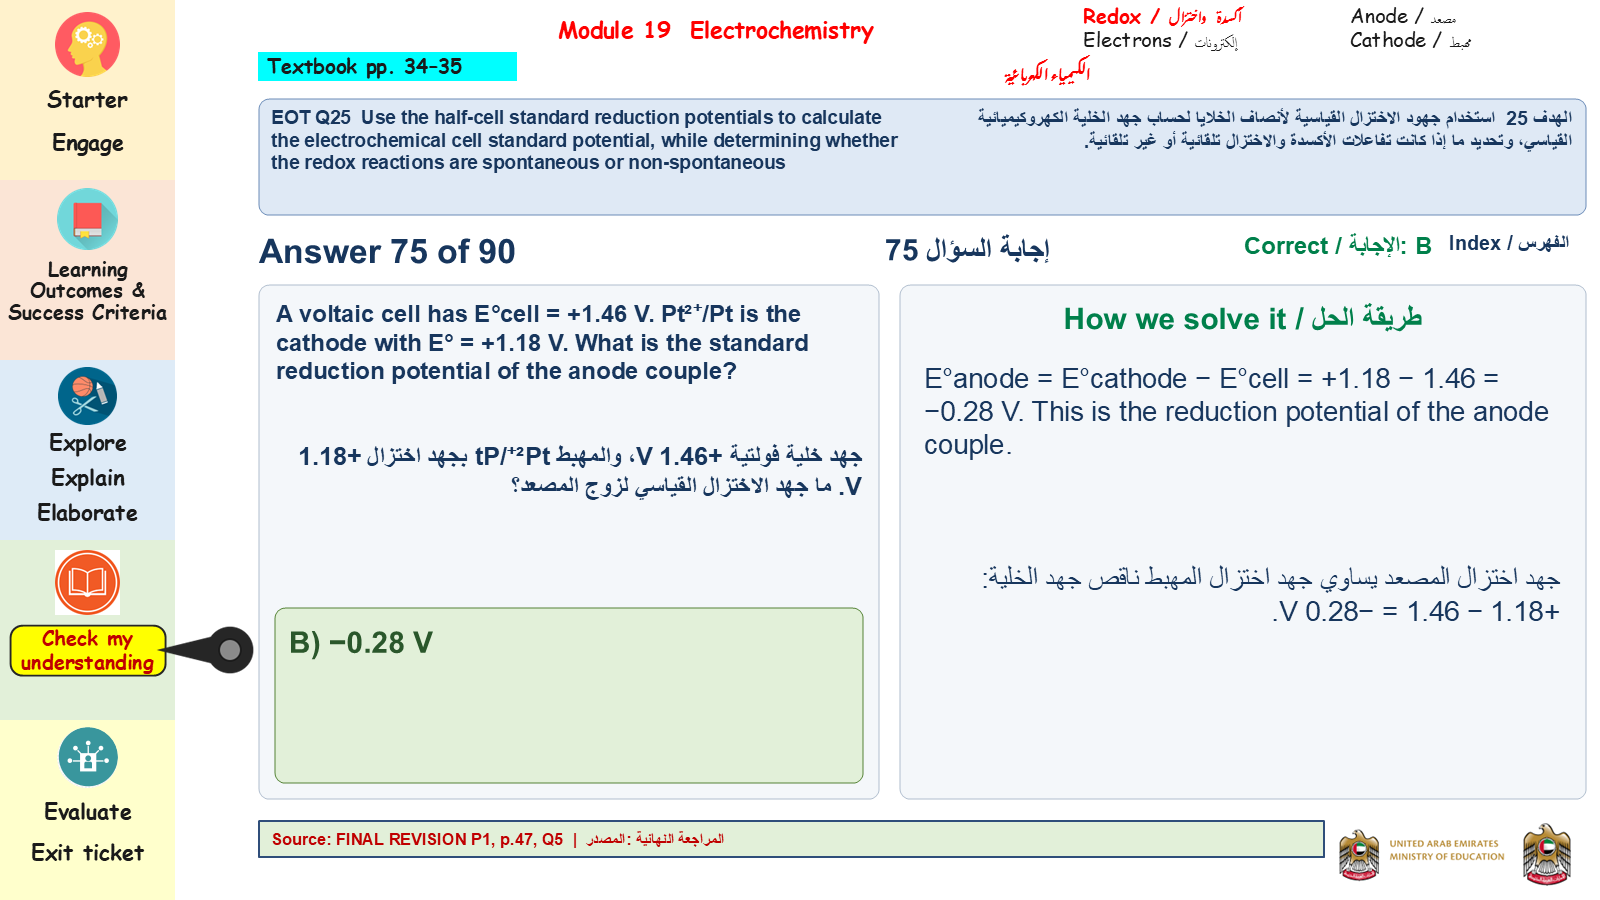 Starter
Engage
Learning
Outcomes &
Success Criteria
Explore
Explain
Elaborate
Check my
understanding
Evaluate
Exit ticket
Module 19 Electrochemistry
Redox / أكسدة واختزال
Electrons / إلكترونات
Anode / مصعد
Cathode / مهبط
الكيمياء الكهربائية
Textbook pp. 34–35
EOT Q25 Use the half-cell standard reduction potentials to calculate
the electrochemical cell standard potential, while determining whether
the redox reactions are spontaneous or non-spontaneous
الهدف 25 استخدام جهود الاختزال القياسية لأنصاف الخلايا لحساب جهد الخلية الكهروكيميائية
القياسي، وتحديد ما إذا كانت تفاعلات الأكسدة والاختزال تلقائية أو غير تلقائية.
Answer 75 of 90
إجابة السؤال 75
Correct / الإجابة: B
Index / الفهرس
A voltaic cell has E°cell = +1.46 V. Pt²⁺/Pt is the
cathode with E° = +1.18 V. What is the standard
reduction potential of the anode couple?
جهد خلية فولتية +1.46 V، والمهبط tP/⁺²Pt بجهد اختزال +1.18
V. ما جهد الاختزال القياسي لزوج المصعد؟
B) −0.28 V
How we solve it / طريقة الحل
E°anode = E°cathode − E°cell = +1.18 − 1.46 =
−0.28 V. This is the reduction potential of the anode
couple.
جهد اختزال المصعد يساوي جهد اختزال المهبط ناقص جهد الخلية:
+1.18 − 1.46 = −0.28 V.
Source: FINAL REVISION P1, p.47, Q5 | المراجعة النهائية :المصدر
UNITED ARAB EMIRATES
MINISTRY OF EDUCATION